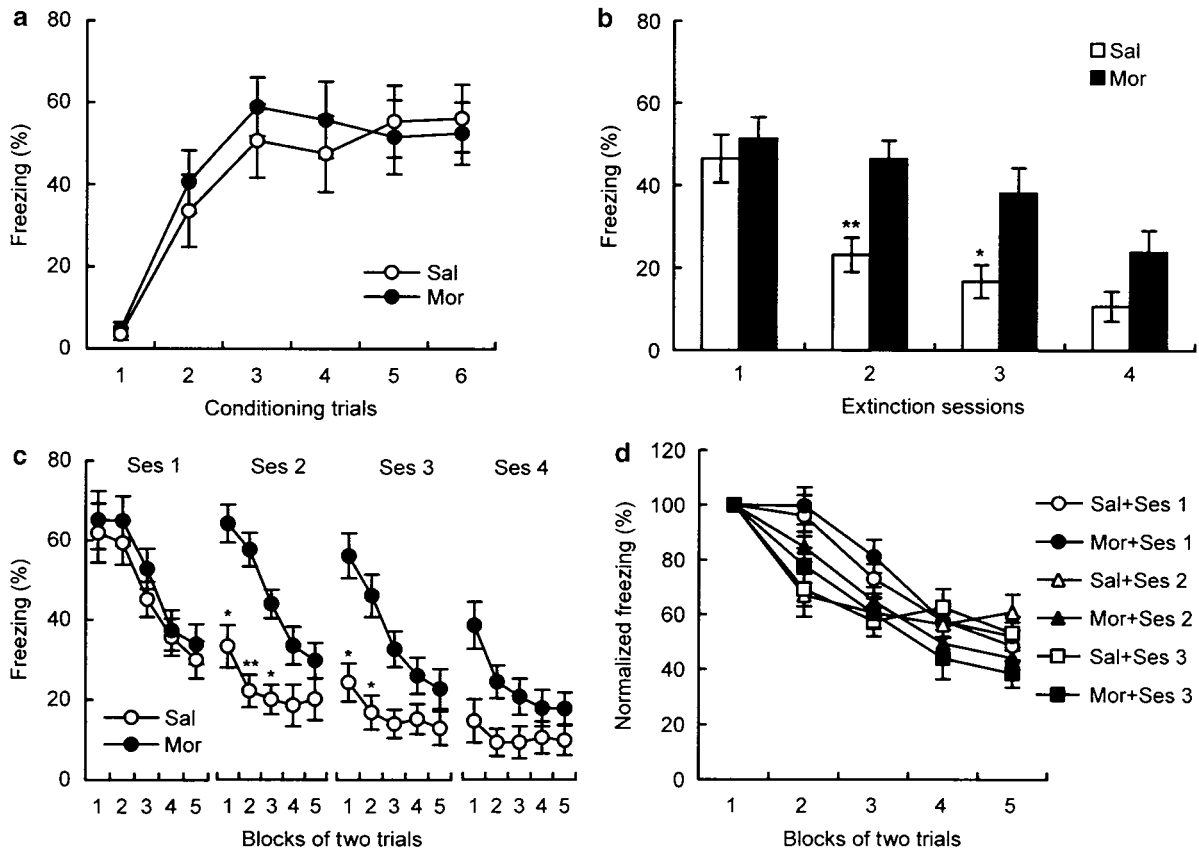 a
80
60
40
20
0
Freezing (%)
Sal
Mor
1 2 3 4 5 6
Conditioning trials
b
80
60
40
20
0
Freezing (%)
Sal
Mor
** *
1 2 3 4
Extinction sessions
c
80
60
40
20
0
Freezing (%)
Ses 1 Ses 2 Ses 3 Ses 4
* ** * * *
Sal
Mor
1 2 3 4 5 1 2 3 4 5 1 2 3 4 5 1 2 3 4 5
Blocks of two trials
d
120
100
80
60
40
20
0
Normalized freezing (%)
Sal+Ses 1
Mor+Ses 1
Sal+Ses 2
Mor+Ses 2
Sal+Ses 3
Mor+Ses 3
1 2 3 4 5
Blocks of two trials